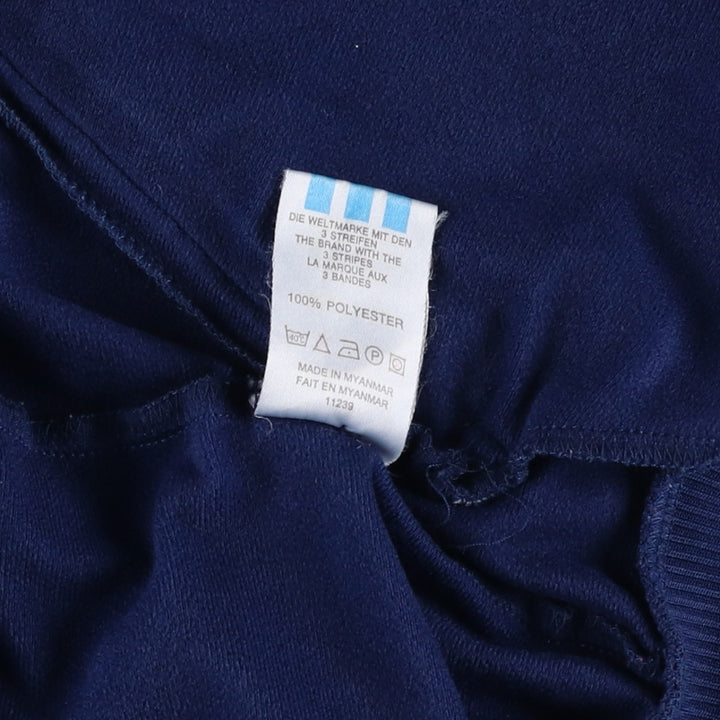 DIE WELTMARKE MIT DEN
3 STREIFEN
THE BRAND WITH THE
3 STRIPES
LA MARQUE AUX
3 BANDES
100% POLYESTER
40°C
P
MADE IN MYANMAR
FAIT EN MYANMAR
11239